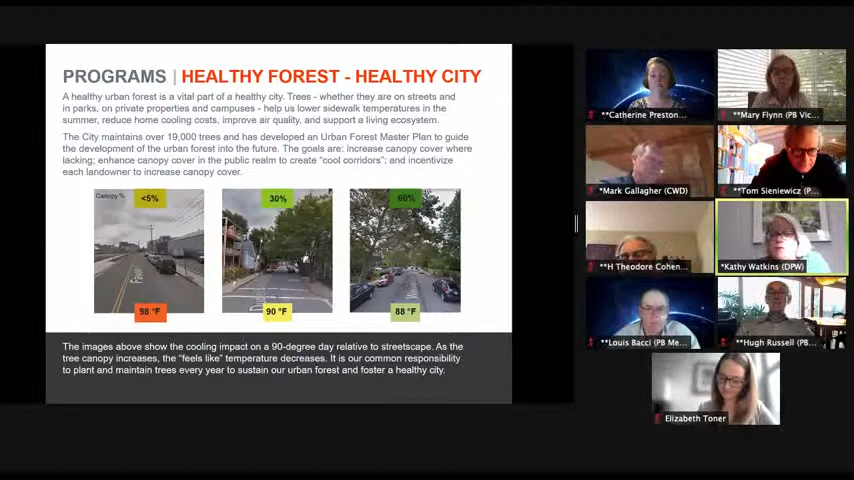 PROGRAMS | HEALTHY FOREST - HEALTHY CITY
A healthy urban forest is a vital part of a healthy city. Trees - whether they are on streets and
in parks, on private properties and campuses - help us lower sidewalk temperatures in the
summer, reduce home cooling costs, improve air quality, and support a living ecosystem.
The City maintains over 19,000 trees and has developed an Urban Forest Master Plan to guide
the development of the urban forest into the future. The goals are: increase canopy cover where
lacking; enhance canopy cover in the public realm to create "cool corridors"; and incentivize
each landowner to increase canopy cover.
Canopy %
<5%
30%
60%
98 °F
90 °F
88 °F
The images above show the cooling impact on a 90-degree day relative to streetscape. As the
tree canopy increases, the "feels like" temperature decreases. It is our common responsibility
to plant and maintain trees every year to sustain our urban forest and foster a healthy city.
**Catherine Preston...
**Mary Flynn (PB Vic...
*Mark Gallagher (CWD)
**Tom Sieniewicz (P...
**H Theodore Cohen...
*Kathy Watkins (DPW)
**Louis Bacci (PB Me...
**Hugh Russell (PB...
Elizabeth Toner